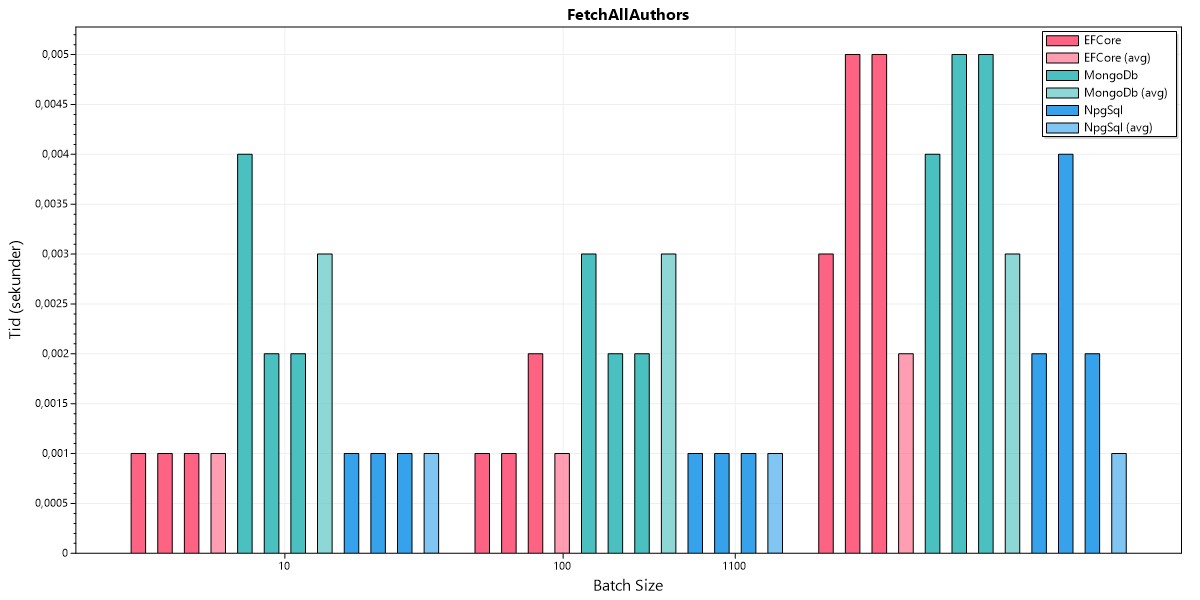 FetchAllAuthors
EFCore
EFCore (avg)
MongoDb
MongoDb (avg)
NpgSql
NpgSql (avg)
Tid (sekunder)
0,005
0,0045
0,004
0,0035
0,003
0,0025
0,002
0,0015
0,001
0,0005
0
10 100 1100
Batch Size